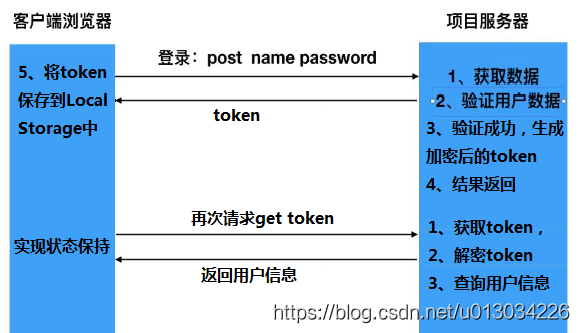 客户端浏览器
项目服务器
登录：post name password
5、将token
保存到Local
Storage中
1、获取数据
2、验证用户数据
token
3、验证成功，生成
加密后的token
4、结果返回
再次请求get token
实现状态保持
返回用户信息
1、获取token，
2、解密token
3、查询用户信息
https://blog.csdn.net/u013034226